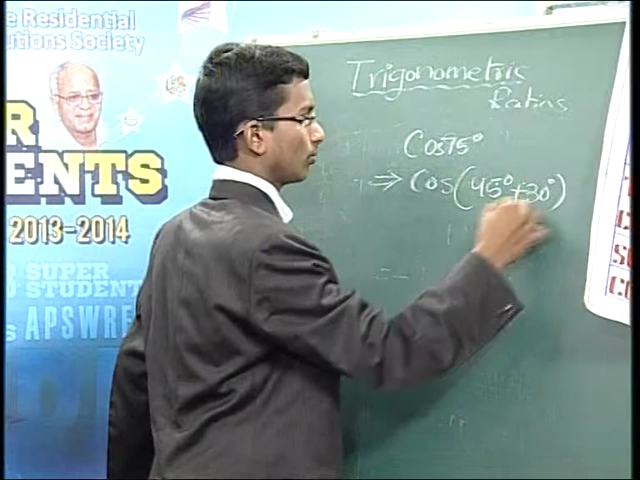 e Residential
utions Society
R
ENTS
2013-2014
SUPER
STUDENT
s APSWRE
Trigonometric
Ratios
Cos75°
⇒ Cos(45°+30°)